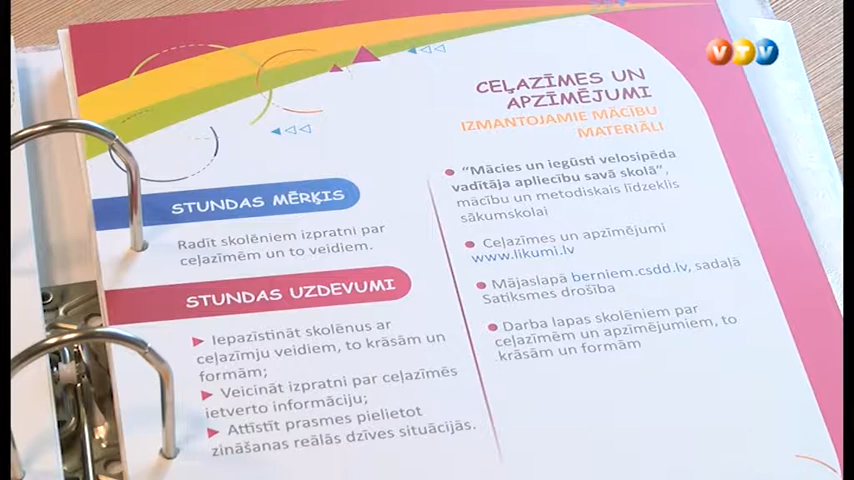 VTV
CEĻAZĪMES UN
APZĪMĒJUMI
IZMANTOJAMIE MĀCĪBU
MATERIĀLI
STUNDAS MĒRĶIS
Radīt skolēniem izpratni par
ceļazīmēm un to veidiem.
STUNDAS UZDEVUMI
► Iepazīstināt skolēnus ar
ceļazīmju veidiem, to krāsām un
formām;
► Veicināt izpratni par ceļazīmēs
ietverto informāciju;
► Attīstīt prasmes pielietot
zināšanas reālās dzīves situācijās.
● “Mācies un iegūsti velosipēda
vadītāja apliecību savā skolā”,
mācību un metodiskais līdzeklis
sākumskolai
● Ceļazīmes un apzīmējumi
www.likumi.lv
● Mājaslapā berniem.csdd.lv, sadaļā
Satiksmes drošība
● Darba lapas skolēniem par
ceļazīmēm un apzīmējumiem, to
krāsām un formām